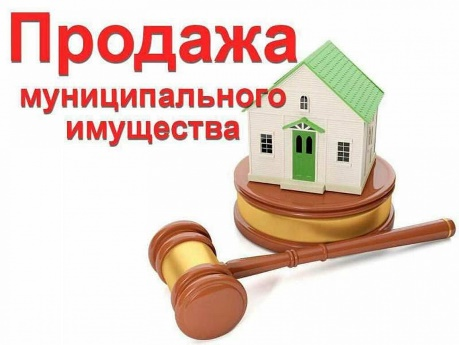 Продажа
муниципального
имущества